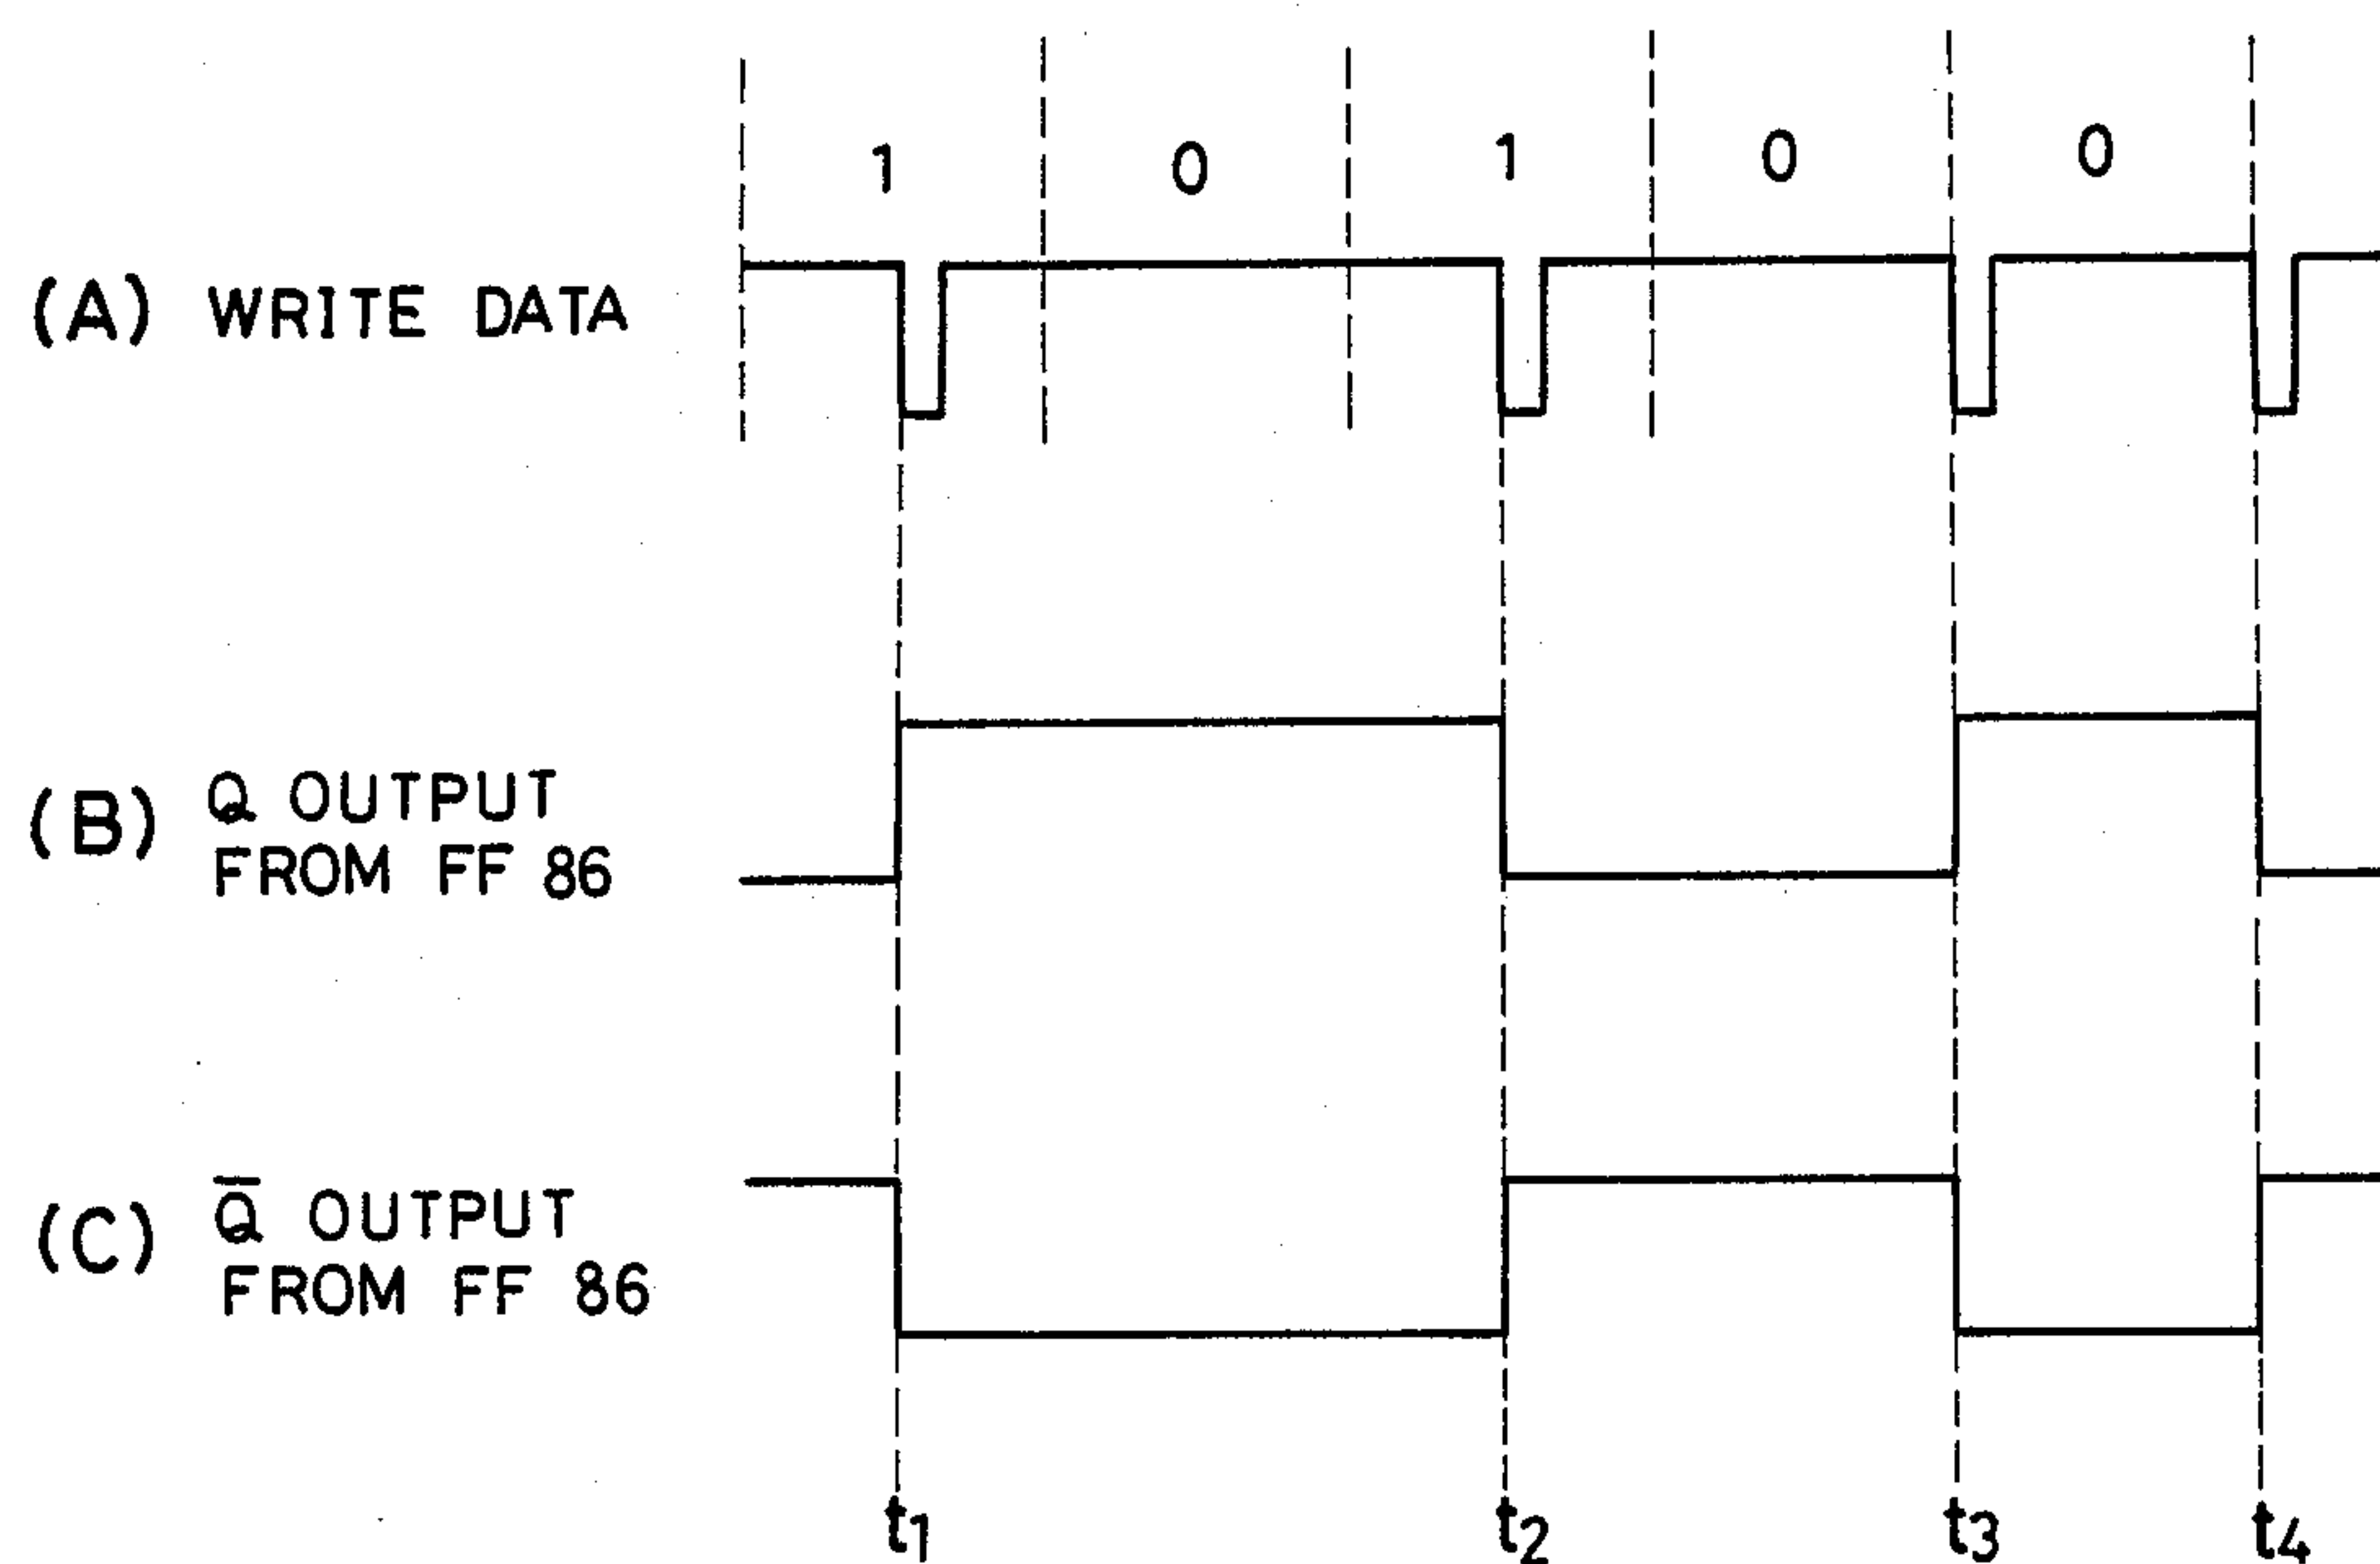 1 0 1 0 0
(A) WRITE DATA
(B) Q OUTPUT
FROM FF 86
(C) Q̅ OUTPUT
FROM FF 86
t1 t2 t3 t4